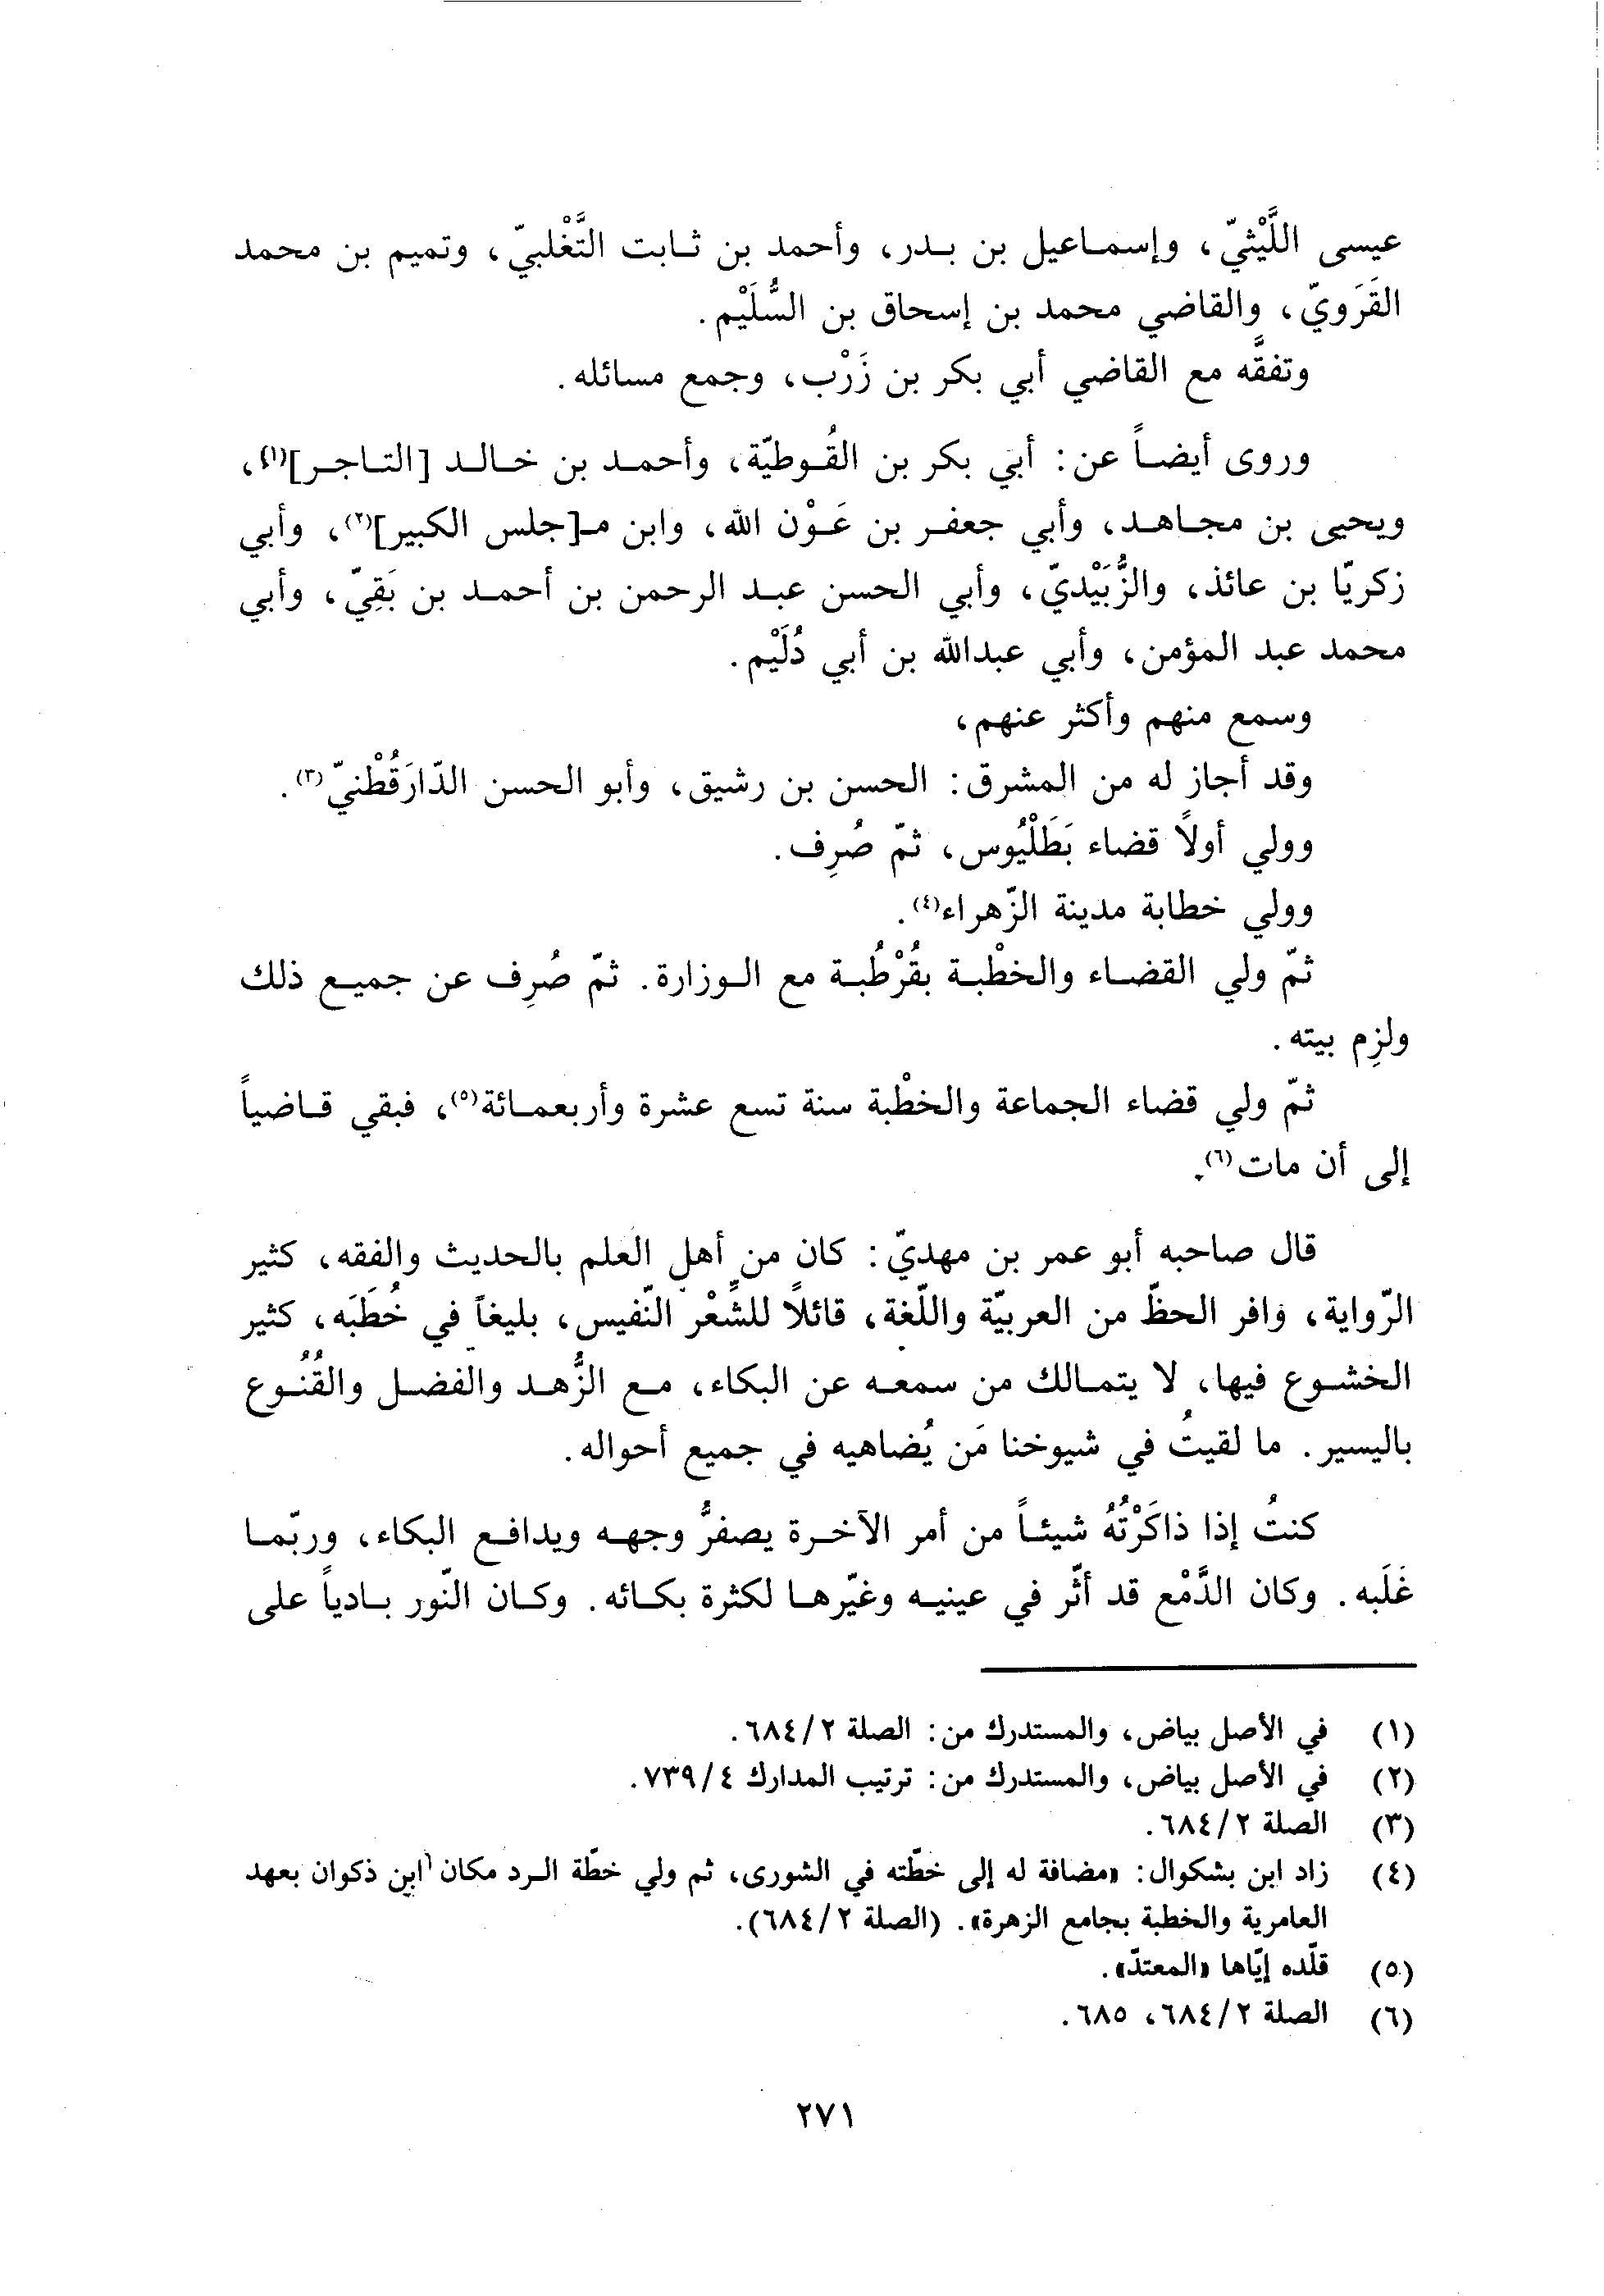 عيسى اللَّيْثيّ، وإسماعيل بن بدر، وأحمد بن ثابت التَّغْلبيّ، وتميم بن محمد
القَرَويّ، والقاضي محمد بن إسحاق بن السُّلَيْم.
وتفقَّه مع القاضي أبي بكر بن زَرْب، وجمع مسائله.
وروى أيضاً عن: أبي بكر بن القُوطيّة، وأحمد بن خالد [التاجر](١)،
ويحيى بن مجاهد، وأبي جعفر بن عَوْن الله، وابن مـ[جلس الكبير](٢)، وأبي
زكريّا بن عائذ، والزُّبَيْديّ، وأبي الحسن عبد الرحمن بن أحمد بن بَقِيّ، وأبي
محمد عبد المؤمن، وأبي عبدالله بن أبي دُلَيْم.
وسمع منهم وأكثر عنهم،
وقد أجاز له من المشرق: الحسن بن رشيق، وأبو الحسن الدّارَقُطْنيّ(٣).
وولي أولًا قضاء بَطَلْيُوس، ثمّ صُرِف.
وولي خطابة مدينة الزّهراء(٤).
ثمّ ولي القضاء والخطْبة بقُرْطُبة مع الوزارة. ثمّ صُرِف عن جميع ذلك
ولزِم بيته.
ثمّ ولي قضاء الجماعة والخطْبة سنة تسع عشرة وأربعمائة(٥)، فبقي قاضياً
إلى أن مات(٦).
قال صاحبه أبو عمر بن مهديّ: كان من أهل العلم بالحديث والفقه، كثير
الرّواية، وافر الحظّ من العربيّة واللّغة، قائلًا للشِّعْر النّفيس، بليغاً في خُطَبَه، كثير
الخشوع فيها، لا يتمالك من سمعه عن البكاء، مع الزُّهد والفضل والقُنُوع
باليسير. ما لقيتُ في شيوخنا مَن يُضاهيه في جميع أحواله.
كنتُ إذا ذاكَرْتُهُ شيئاً من أمر الآخرة يصفرُّ وجهه ويدافع البكاء، وربّما
غَلَبه. وكان الدَّمْع قد أثّر في عينيه وغيّرها لكثرة بكائه. وكان النّور بادياً على
(١) في الأصل بياض، والمستدرك من: الصلة ٦٨٤/٢.
(٢) في الأصل بياض، والمستدرك من: ترتيب المدارك ٧٣٩/٤.
(٣) الصلة ٦٨٤/٢.
(٤) زاد ابن بشكوال: «مضافة له إلى خطّته في الشورى، ثم ولي خطّة الرد مكان ابن ذكوان بعهد
العامرية والخطبة بجامع الزهرة». (الصلة ٦٨٤/٢).
(٥) قلّده إيّاها «المعتدّ».
(٦) الصلة ٦٨٤/٢، ٦٨٥.
٢٧١